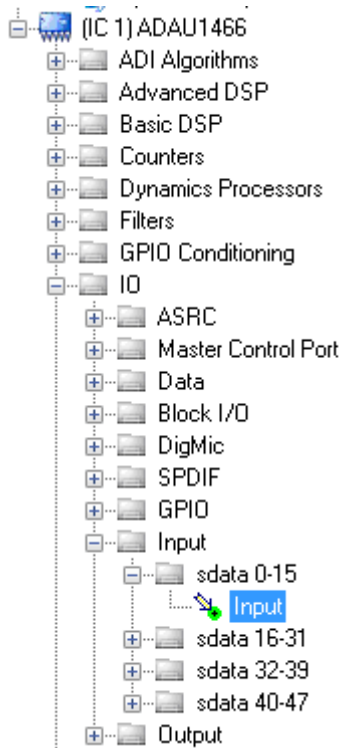 (IC 1) ADAU1466
ADI Algorithms
Advanced DSP
Basic DSP
Counters
Dynamics Processors
Filters
GPIO Conditioning
IO
ASRC
Master Control Port
Data
Block I/O
DigMic
SPDIF
GPIO
Input
sdata 0-15
Input
sdata 16-31
sdata 32-39
sdata 40-47
Output